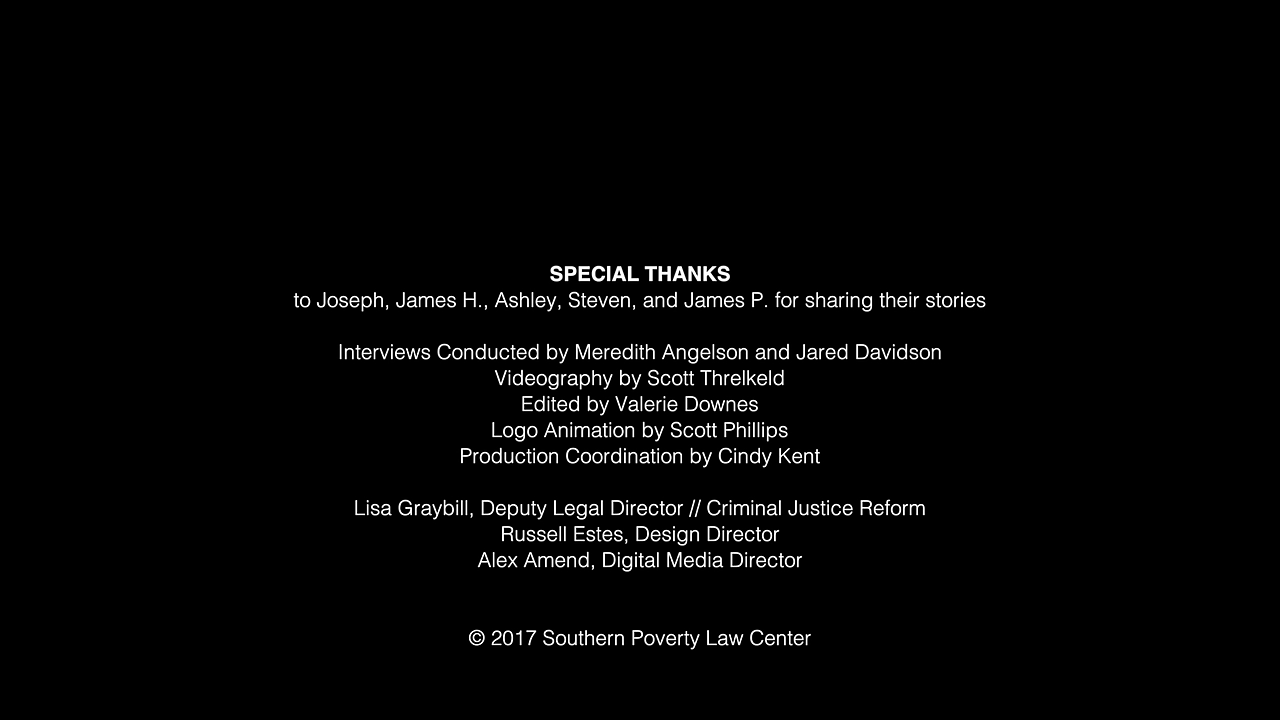 SPECIAL THANKS
to Joseph, James H., Ashley, Steven, and James P. for sharing their stories
Interviews Conducted by Meredith Angelson and Jared Davidson
Videography by Scott Threlkeld
Edited by Valerie Downes
Logo Animation by Scott Phillips
Production Coordination by Cindy Kent
Lisa Graybill, Deputy Legal Director // Criminal Justice Reform
Russell Estes, Design Director
Alex Amend, Digital Media Director
© 2017 Southern Poverty Law Center